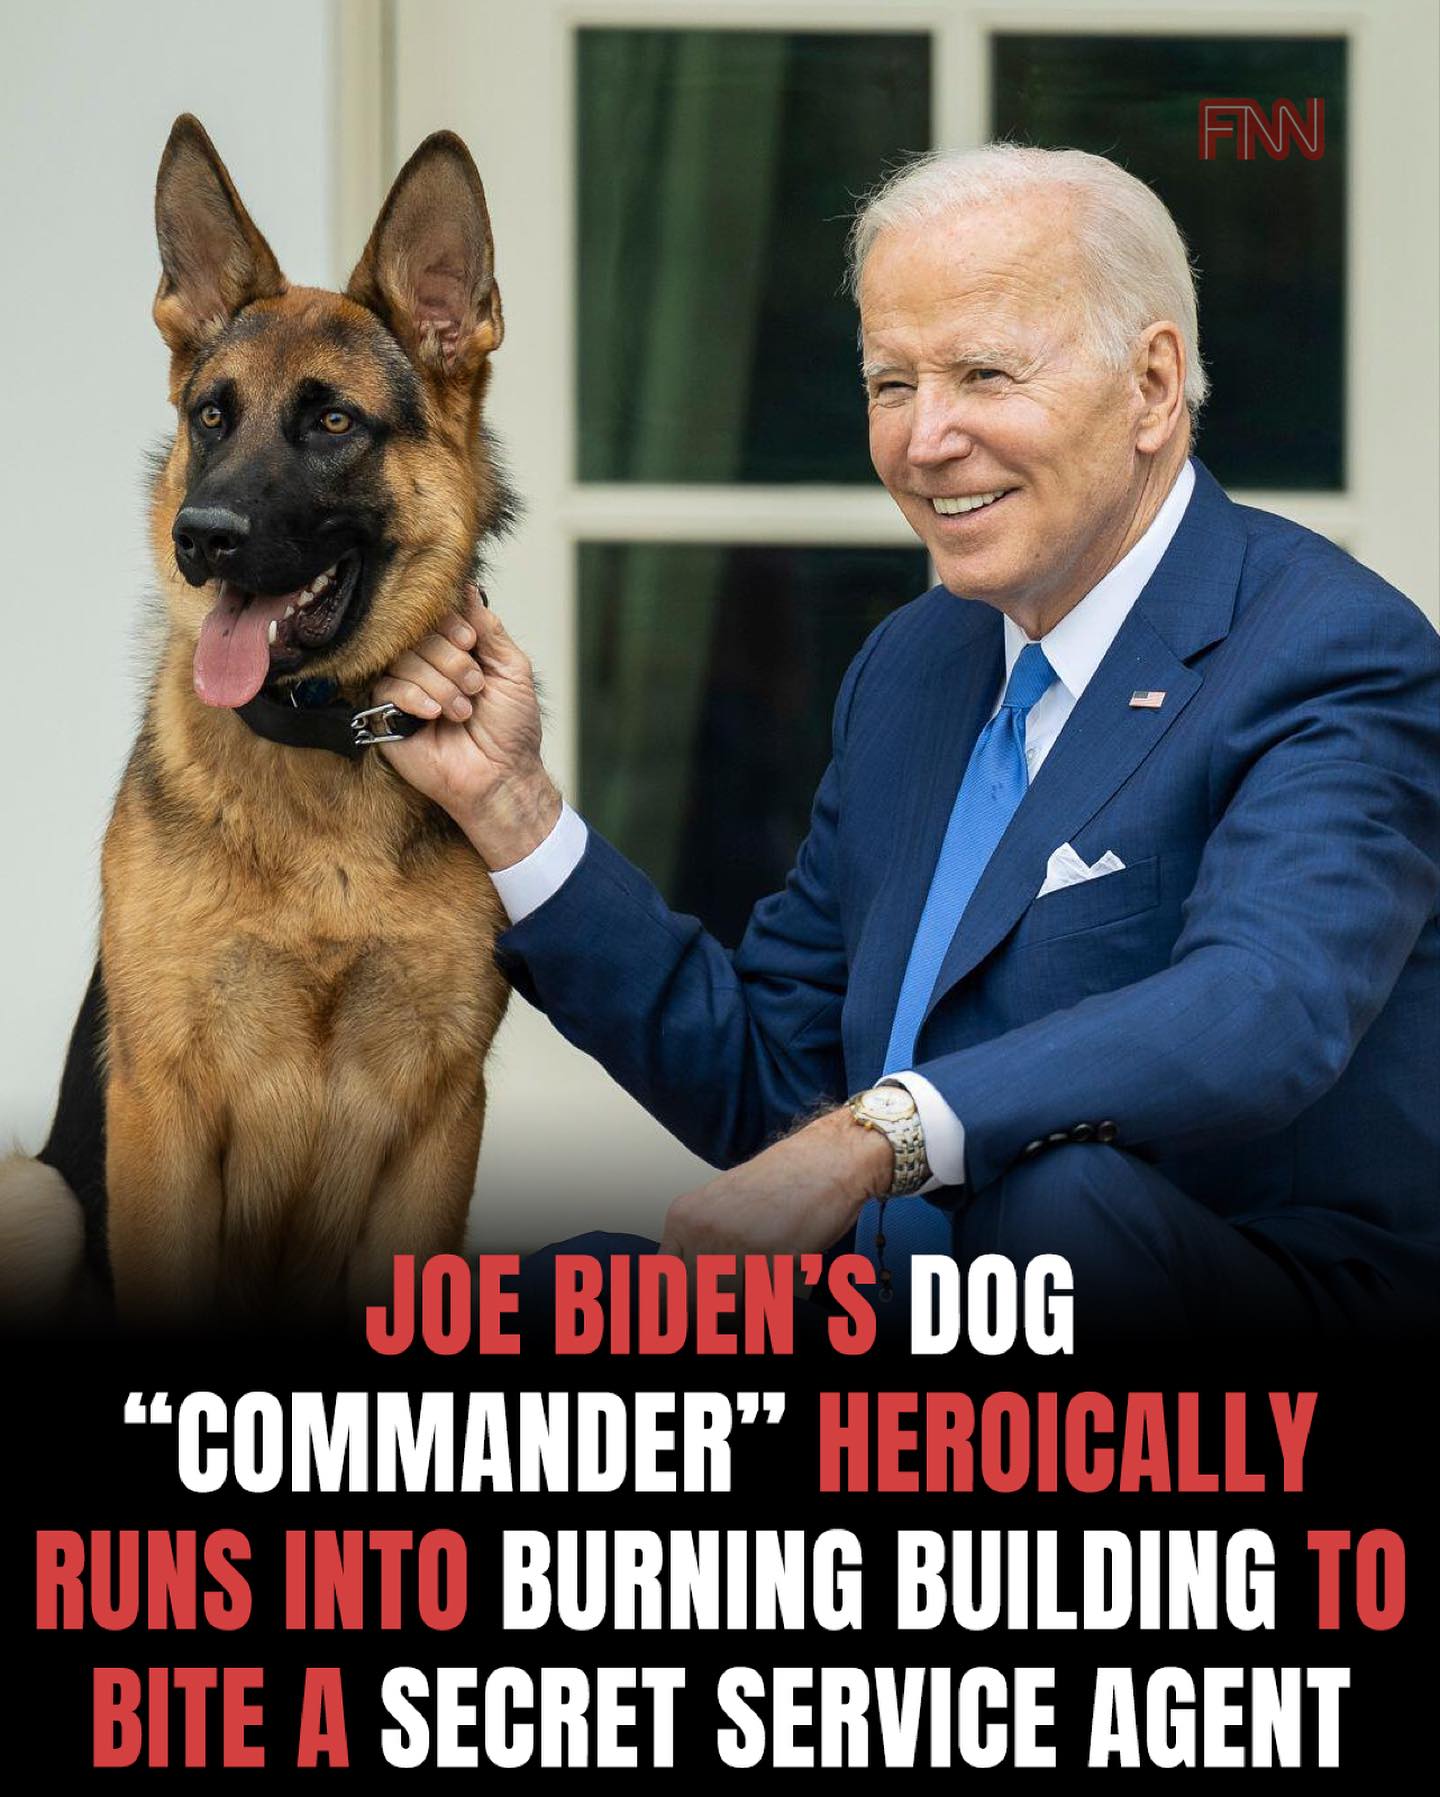 FNN
JOE BIDEN’S DOG
“COMMANDER” HEROICALLY
RUNS INTO BURNING BUILDING TO
BITE A SECRET SERVICE AGENT